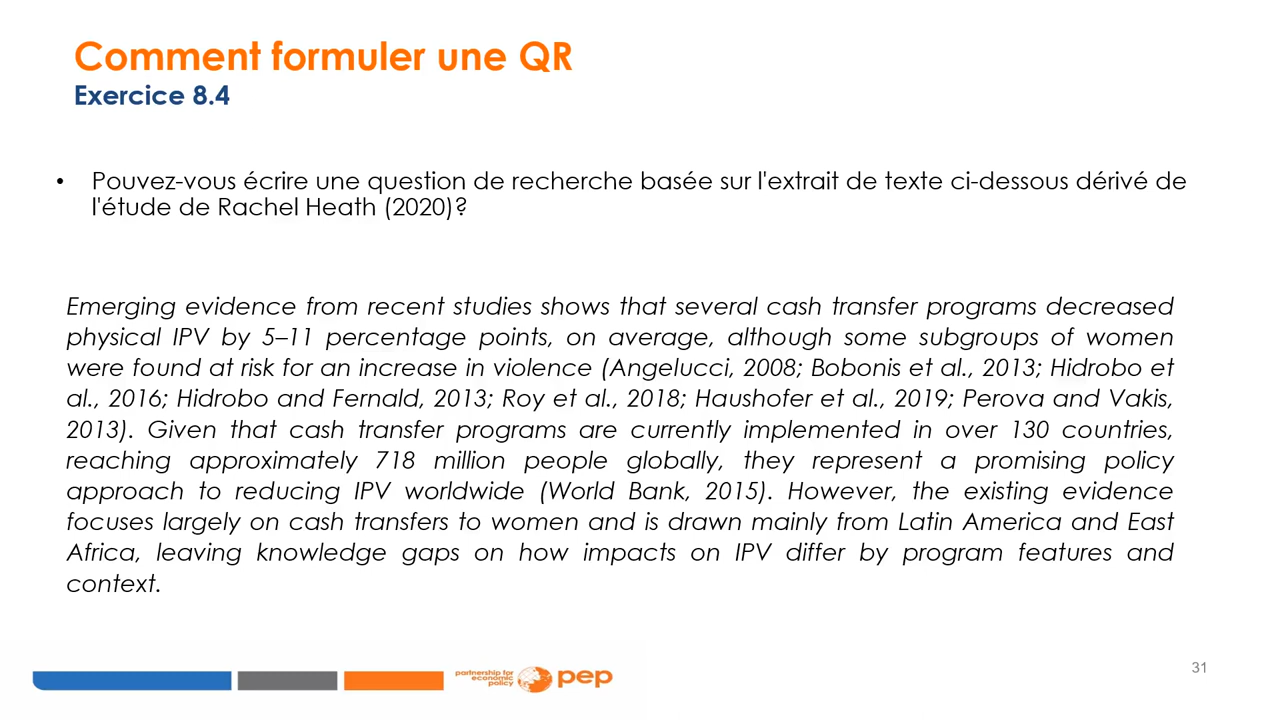 Comment formuler une QR
Exercice 8.4
• Pouvez-vous écrire une question de recherche basée sur l'extrait de texte ci-dessous dérivé de
l'étude de Rachel Heath (2020)?
Emerging evidence from recent studies shows that several cash transfer programs decreased
physical IPV by 5–11 percentage points, on average, although some subgroups of women
were found at risk for an increase in violence (Angelucci, 2008; Bobonis et al., 2013; Hidrobo et
al., 2016; Hidrobo and Fernald, 2013; Roy et al., 2018; Haushofer et al., 2019; Perova and Vakis,
2013). Given that cash transfer programs are currently implemented in over 130 countries,
reaching approximately 718 million people globally, they represent a promising policy
approach to reducing IPV worldwide (World Bank, 2015). However, the existing evidence
focuses largely on cash transfers to women and is drawn mainly from Latin America and East
Africa, leaving knowledge gaps on how impacts on IPV differ by program features and
context.
partnership for
economic
policy
pep
31